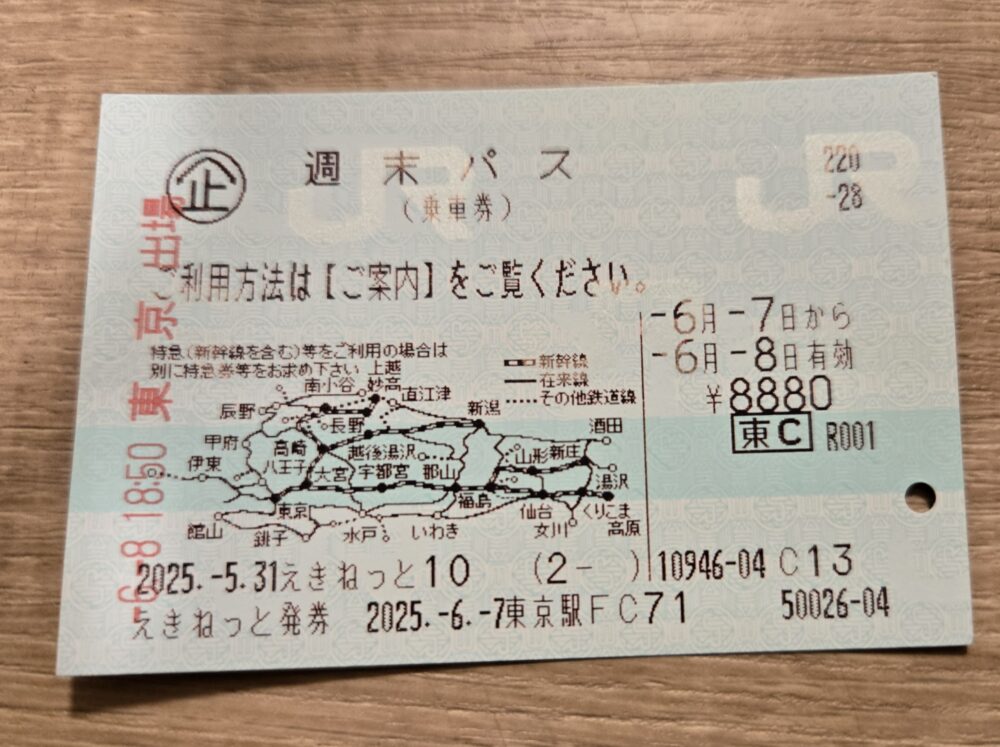 企
週末パス
(乗車券)
220
-28
ご利用方法は【ご案内】をご覧ください。
-6月-7日から
-6月-8日有効
¥8880
東C R001
特急(新幹線を含む)等をご利用の場合は
別に特急券等をお求め下さい
新幹線
在来線
その他鉄道線
上越
妙高
南小谷
直江津
辰野
長野
新潟
酒田
甲府
高崎
越後湯沢
山形
新庄
伊東
八王子
大宮
宇都宮
郡山
湯沢
福島
東京
仙台
くりこま
高原
館山
銚子
水戸
いわき
女川
2025.-5.31えきねっと10 (2- ) 10946-04 C13
えきねっと発券 2025.-6.-7東京駅FC71 50026-04
-6.-8 18:50 東京 出場
JR
JR